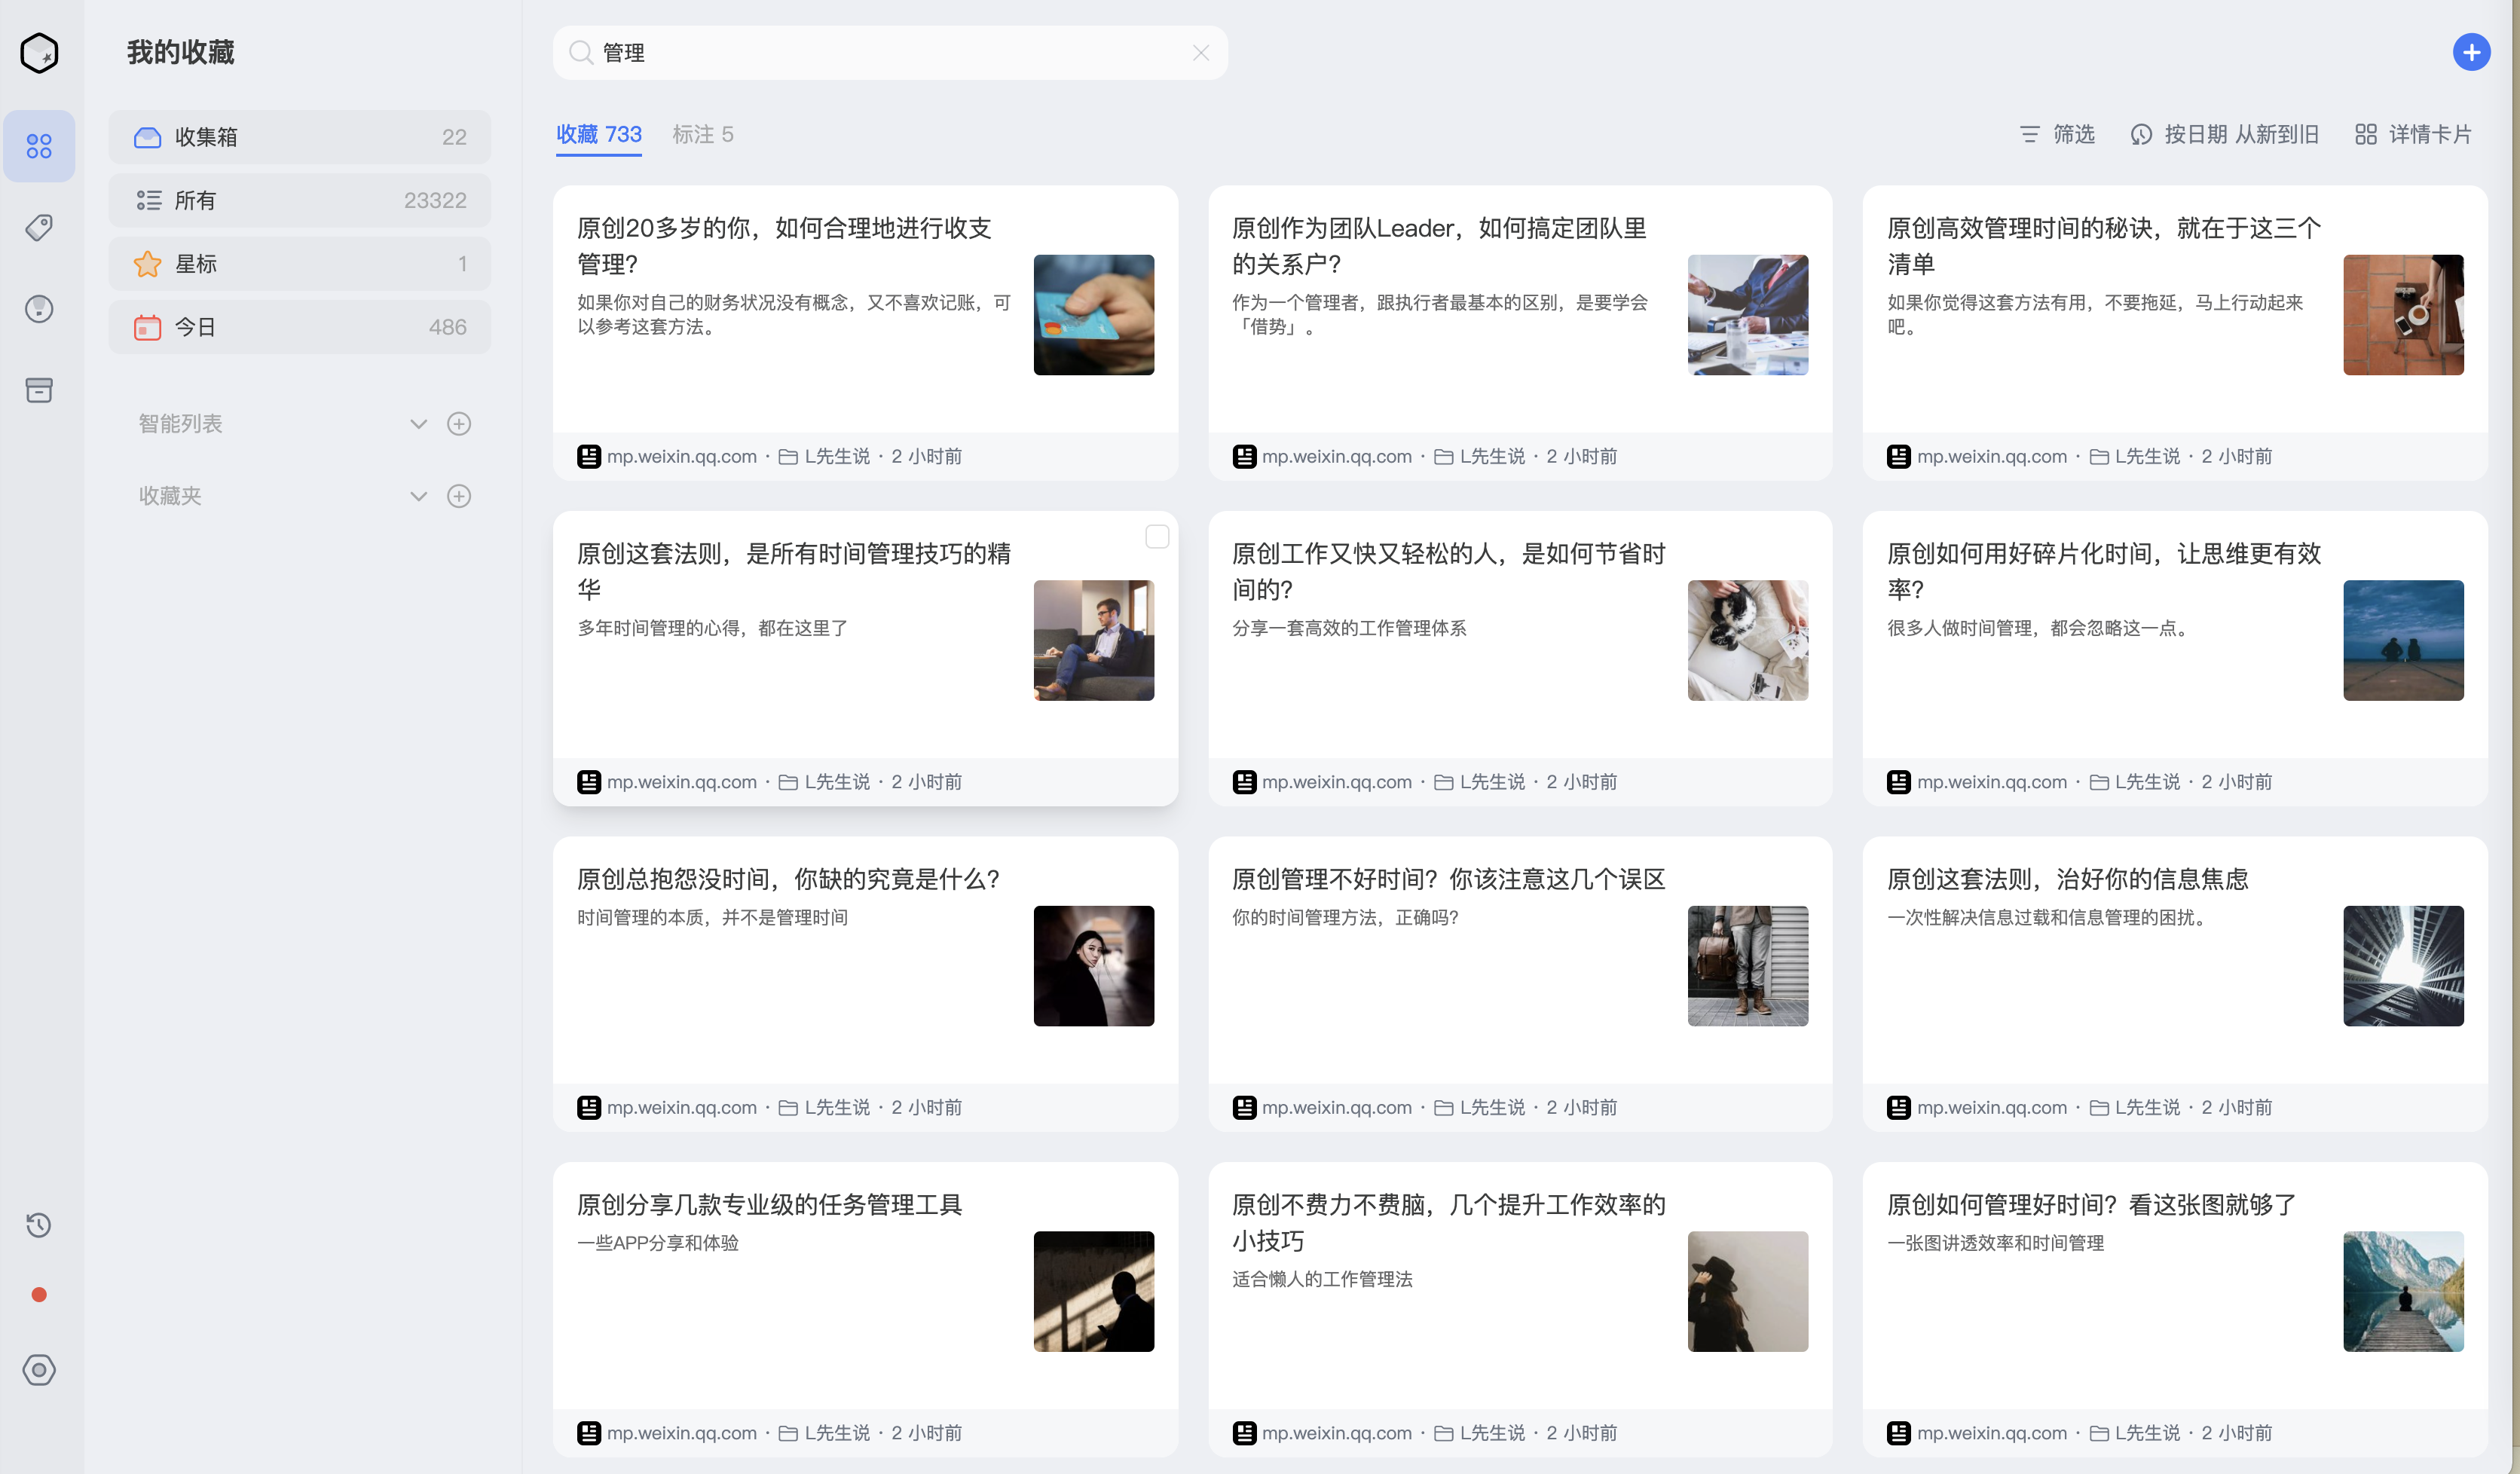 我的收藏
收集箱 22
所有 23322
星标 1
今日 486
智能列表
收藏夹
管理
收藏 733 标注 5
筛选 按日期 从新到旧 详情卡片
原创20多岁的你，如何合理地进行收支
管理？
如果你对自己的财务状况没有概念，又不喜欢记账，可
以参考这套方法。
mp.weixin.qq.com · L先生说 · 2 小时前
原创作为团队Leader，如何搞定团队里
的关系户？
作为一个管理者，跟执行者最基本的区别，是要学会
「借势」。
mp.weixin.qq.com · L先生说 · 2 小时前
原创高效管理时间的秘诀，就在于这三个
清单
如果你觉得这套方法有用，不要拖延，马上行动起来
吧。
mp.weixin.qq.com · L先生说 · 2 小时前
原创这套法则，是所有时间管理技巧的精
华
多年时间管理的心得，都在这里了
mp.weixin.qq.com · L先生说 · 2 小时前
原创工作又快又轻松的人，是如何节省时
间的？
分享一套高效的工作管理体系
mp.weixin.qq.com · L先生说 · 2 小时前
原创如何用好碎片化时间，让思维更有效
率？
很多人做时间管理，都会忽略这一点。
mp.weixin.qq.com · L先生说 · 2 小时前
原创总抱怨没时间，你缺的究竟是什么？
时间管理的本质，并不是管理时间
mp.weixin.qq.com · L先生说 · 2 小时前
原创管理不好时间？你该注意这几个误区
你的时间管理方法，正确吗？
mp.weixin.qq.com · L先生说 · 2 小时前
原创这套法则，治好你的信息焦虑
一次性解决信息过载和信息管理的困扰。
mp.weixin.qq.com · L先生说 · 2 小时前
原创分享几款专业级的任务管理工具
一些APP分享和体验
mp.weixin.qq.com · L先生说 · 2 小时前
原创不费力不费脑，几个提升工作效率的
小技巧
适合懒人的工作管理法
mp.weixin.qq.com · L先生说 · 2 小时前
原创如何管理好时间？看这张图就够了
一张图讲透效率和时间管理
mp.weixin.qq.com · L先生说 · 2 小时前